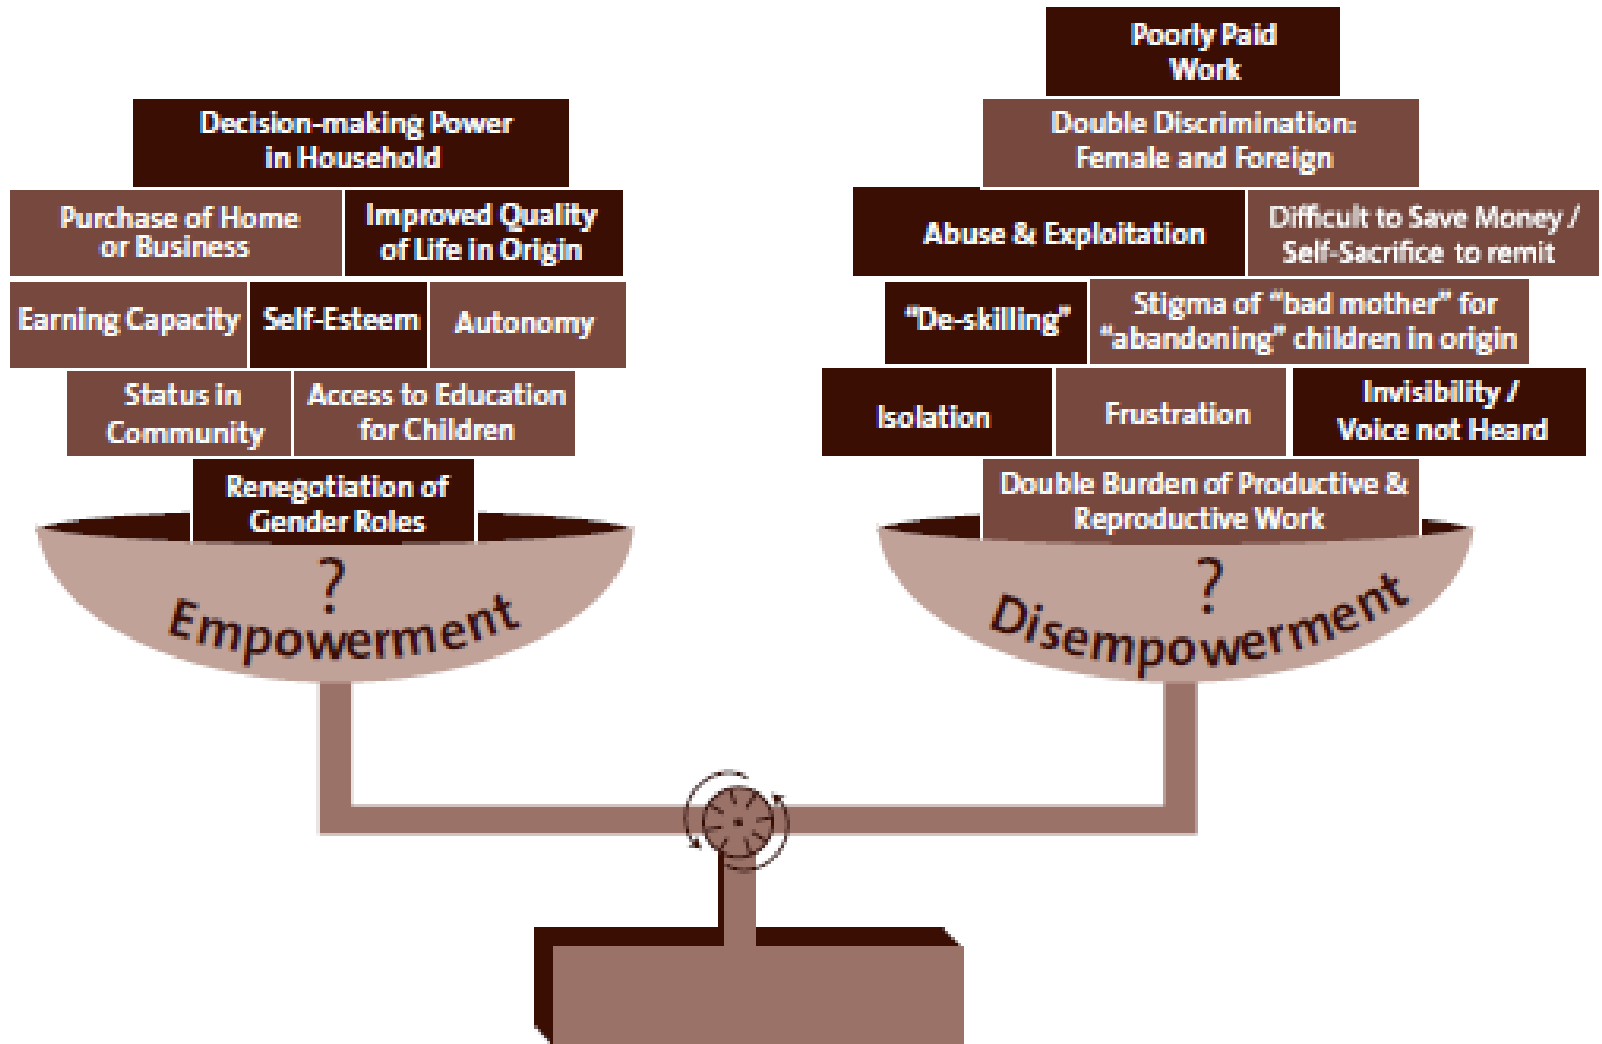 Decision-making Power
in Household
Purchase of Home
or Business
Improved Quality
of Life in Origin
Earning Capacity
Self-Esteem
Autonomy
Status in
Community
Access to Education
for Children
Renegotiation of
Gender Roles
?
Empowerment
Poorly Paid
Work
Double Discrimination:
Female and Foreign
Abuse & Exploitation
Difficult to Save Money /
Self-Sacrifice to remit
“De-skilling”
Stigma of “bad mother” for
“abandoning” children in origin
Isolation
Frustration
Invisibility /
Voice not Heard
Double Burden of Productive &
Reproductive Work
?
Disempowerment